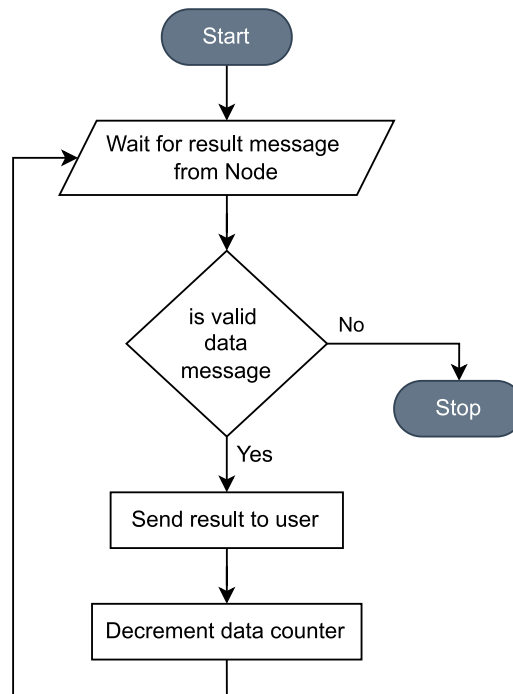 Start
Wait for result message
from Node
is valid
data
message
No
Stop
Yes
Send result to user
Decrement data counter